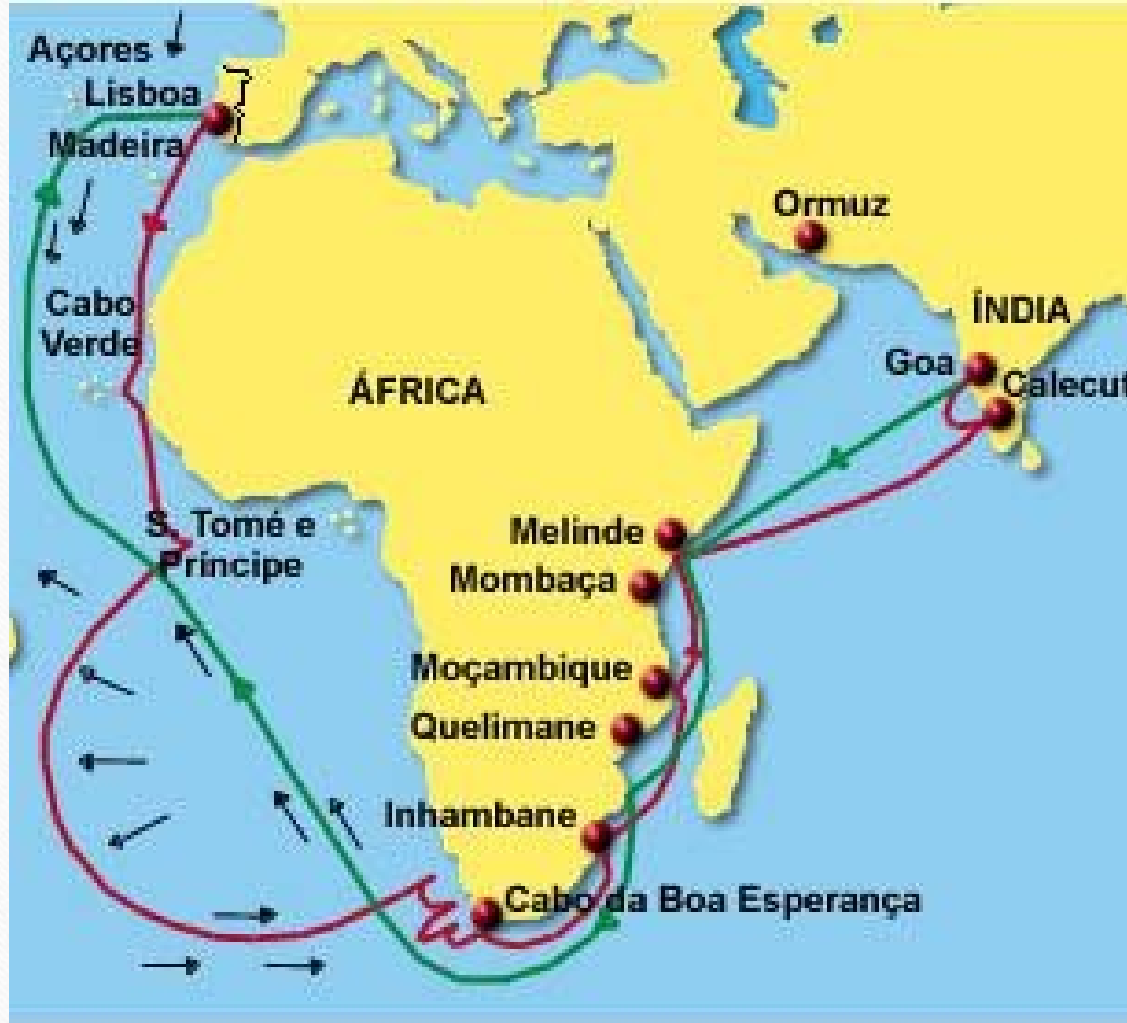 Açores
Lisboa
Madeira
Ormuz
Cabo
Verde
ÍNDIA
Goa
Calecut
ÁFRICA
S. Tomé e
Príncipe
Melinde
Mombaça
Moçambique
Quelimane
Inhambane
Cabo da Boa Esperança